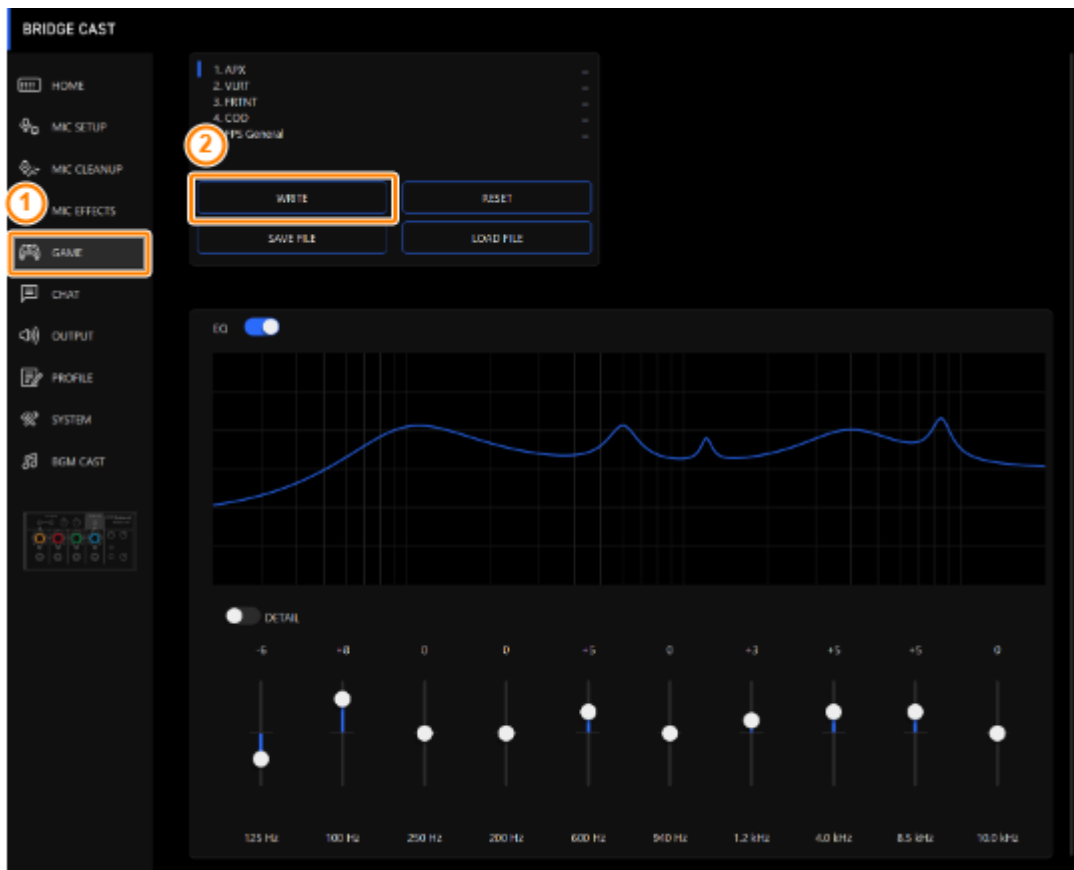 BRIDGE CAST
HOME
MIC SETUP
MIC CLEANUP
1
MIC EFFECTS
GAME
CHAT
OUTPUT
PROFILE
SYSTEM
BGM CAST
1. APX
2. VLRT
3. FRTNT
4. COD
FPS General
2
WRITE RESET
SAVE FILE LOAD FILE
EQ
DETAIL
-6 +8 0 0 +5 0 +3 +5 +5 0
125 Hz 100 Hz 250 Hz 200 Hz 600 Hz 940 Hz 1.2 kHz 4.0 kHz 8.5 kHz 10.0 kHz